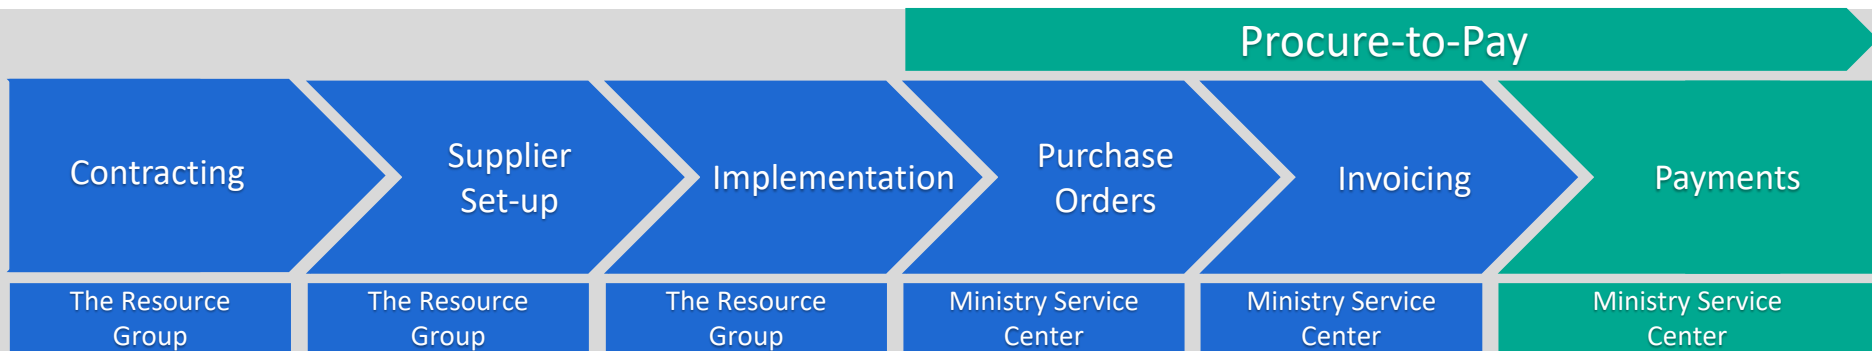 Procure-to-Pay
Contracting
Supplier
Set-up
Implementation
Purchase
Orders
Invoicing
Payments
The Resource
Group
The Resource
Group
The Resource
Group
Ministry Service
Center
Ministry Service
Center
Ministry Service
Center